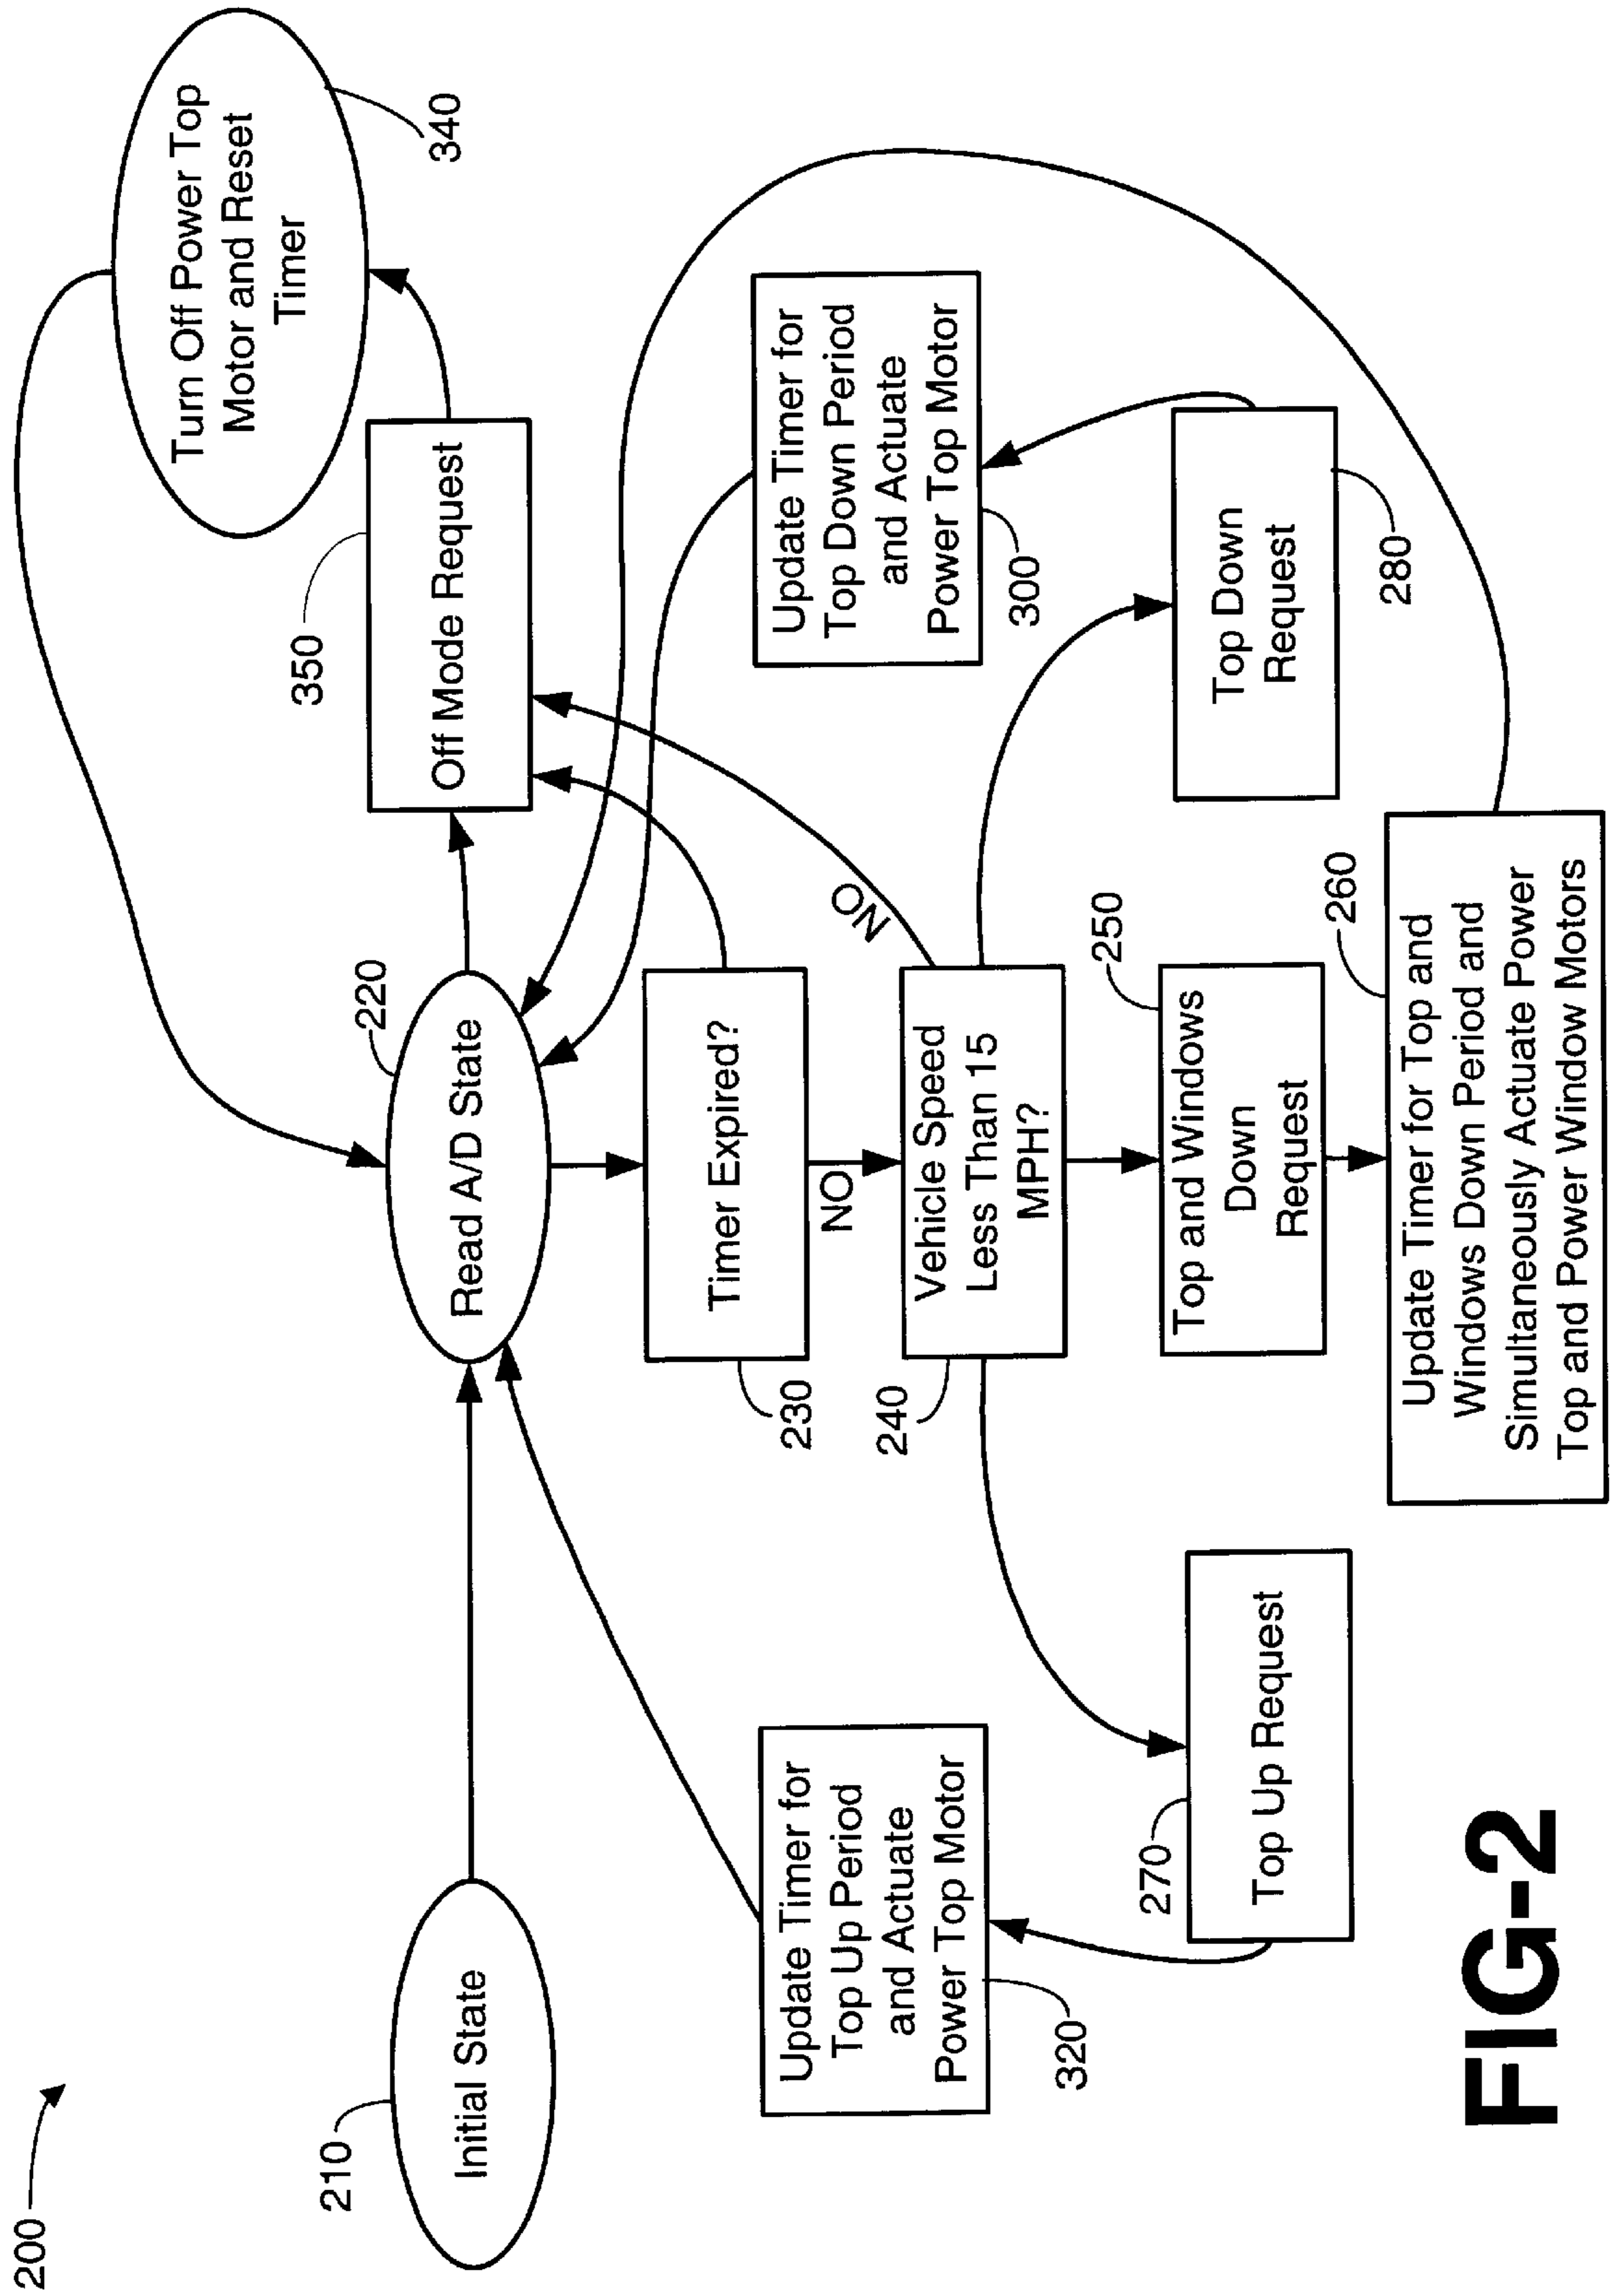 200
210
Initial State
220
Read A/D State
350
Off Mode Request
Turn Off Power Top
Motor and Reset
Timer
340
230
Timer Expired?
NO
NO
240
Vehicle Speed
Less Than 15
MPH?
Update Timer for
Top Up Period
and Actuate
Power Top Motor
320
Update Timer for
Top Down Period
and Actuate
Power Top Motor
300
270
Top Up Request
250
Top and Windows
Down
Request
Top Down
Request
280
260
Update Timer for Top and
Windows Down Period and
Simultaneously Actuate Power
Top and Power Window Motors
FIG-2